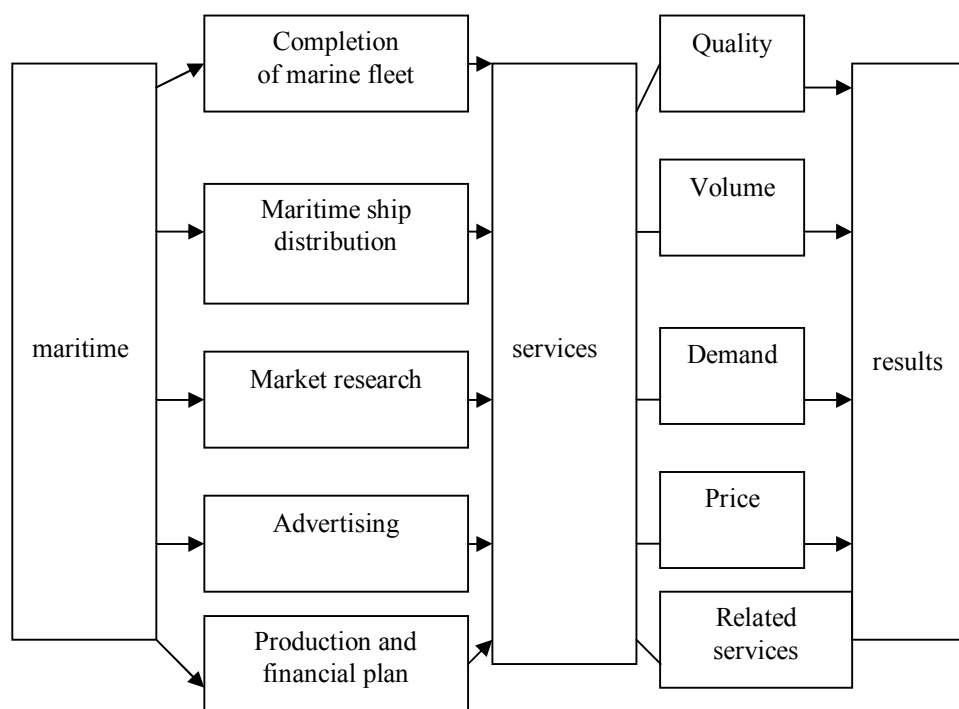 maritime
Completion
of marine fleet
Maritime ship
distribution
Market research
Advertising
Production and
financial plan
services
Quality
Volume
Demand
Price
Related
services
results